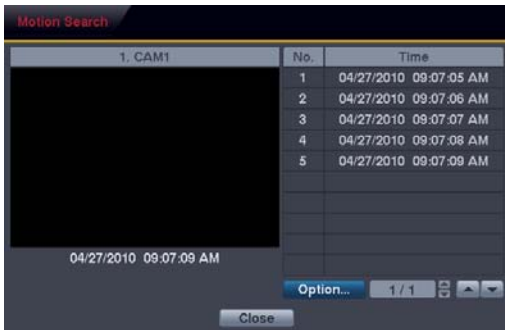 Motion Search
1. CAM1
No. Time
1 04/27/2010 09:07:05 AM
2 04/27/2010 09:07:06 AM
3 04/27/2010 09:07:07 AM
4 04/27/2010 09:07:08 AM
5 04/27/2010 09:07:09 AM
04/27/2010 09:07:09 AM
Option... 1 / 1
Close